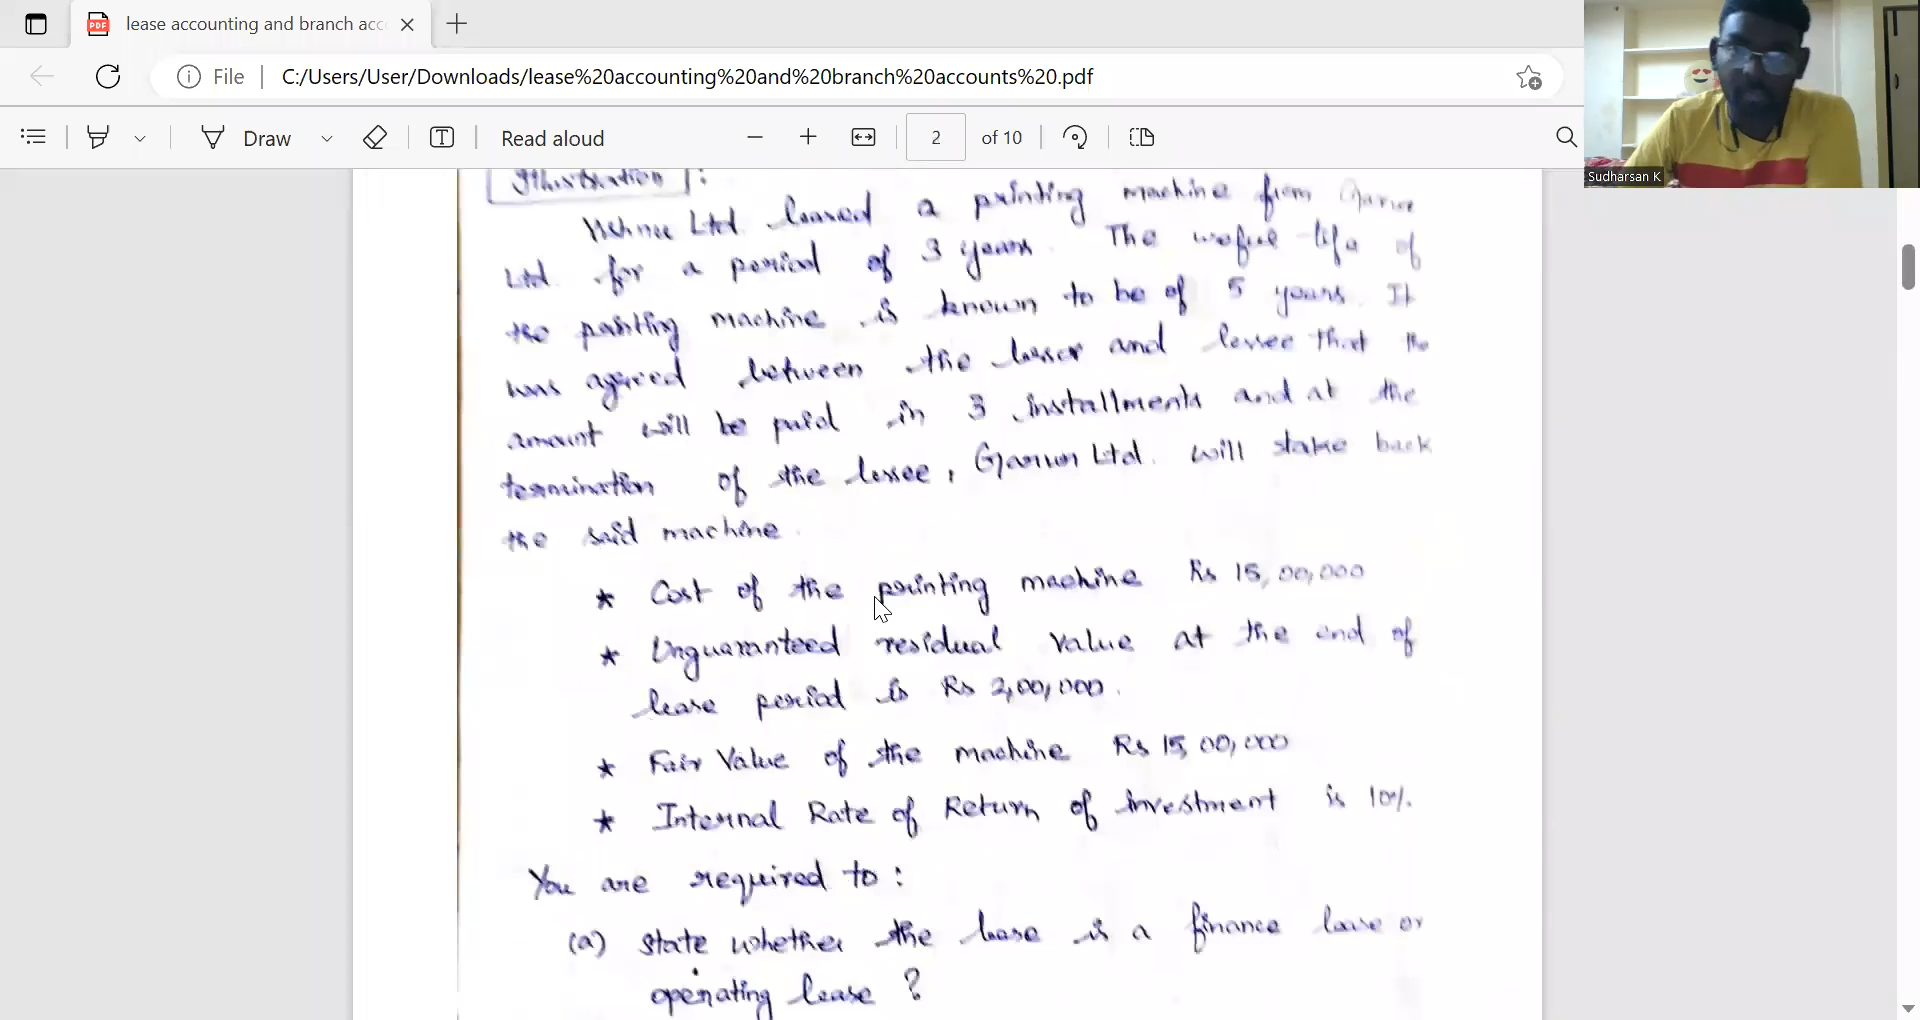 lease accounting and branch acc
File
C:/Users/User/Downloads/lease%20accounting%20and%20branch%20accounts%20.pdf
Draw
Read aloud
2
of 10
Sudharsan K
Illustration 1:
Ltd leased a printing machine from
Ltd. for a period of 3 years. The useful life of
the painting machine is known to be of 5 years. It
was agreed between the lesser and lessee that the
amount will be paid in 3 installments and at the
termination of the lessee, Ltd. will take back
the said machine.
* Cost of the printing machine Rs 15,00,000
* Unguaranteed residual value at the end of
lease period is Rs 2,00,000.
* Fair Value of the machine Rs 15,00,000
* Internal Rate of Return of investment is 10%.
You are required to :
(a) state whether the lease is a finance lease or
operating lease ?